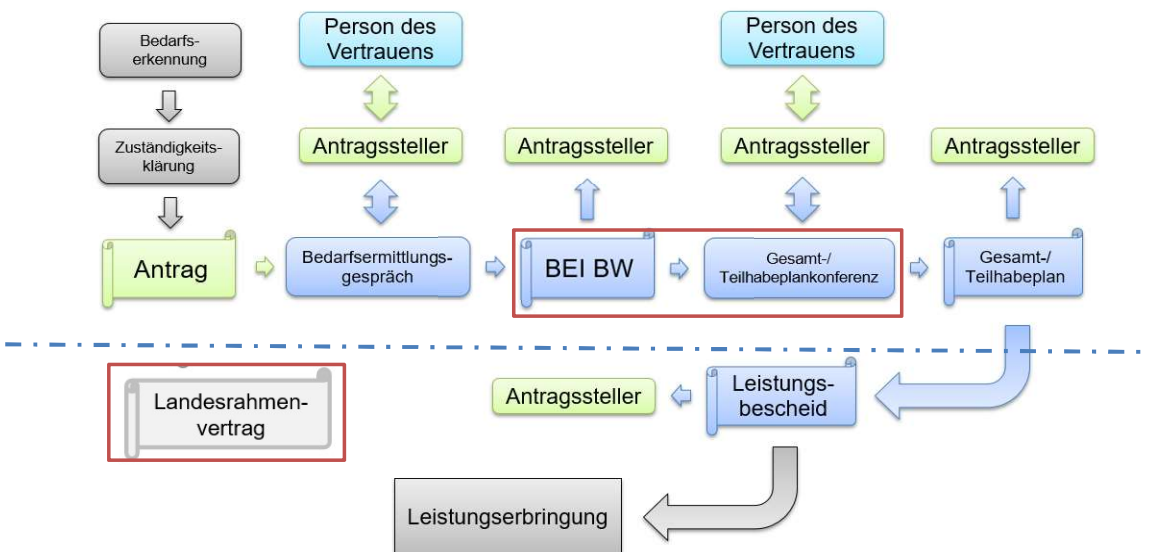 Bedarfs-
erkennung
Person des
Vertrauens
Person des
Vertrauens
Zuständigkeits-
klärung
Antragssteller
Antragssteller
Antragssteller
Antragssteller
Antrag
Bedarfsermittlungs-
gespräch
BEI BW
Gesamt-/
Teilhabeplankonferenz
Gesamt-/
Teilhabeplan
Landesrahmen-
vertrag
Antragssteller
Leistungs-
bescheid
Leistungserbringung